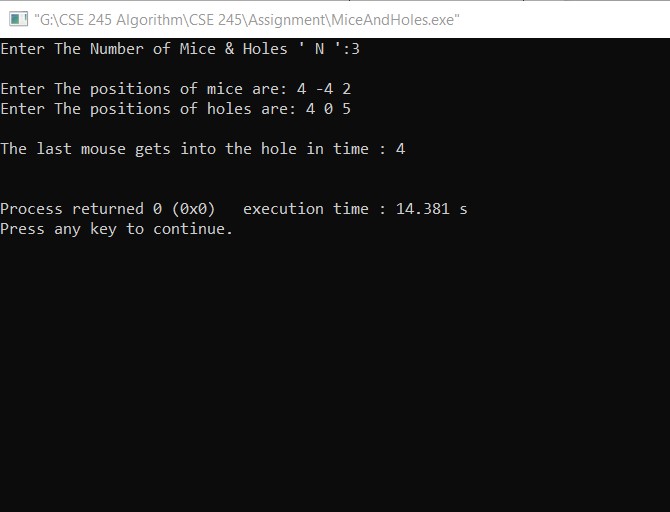 "G:\CSE 245 Algorithm\CSE 245\Assignment\MiceAndHoles.exe"
Enter The Number of Mice & Holes ' N ':3
Enter The positions of mice are: 4 -4 2
Enter The positions of holes are: 4 0 5
The last mouse gets into the hole in time : 4
Process returned 0 (0x0)   execution time : 14.381 s
Press any key to continue.